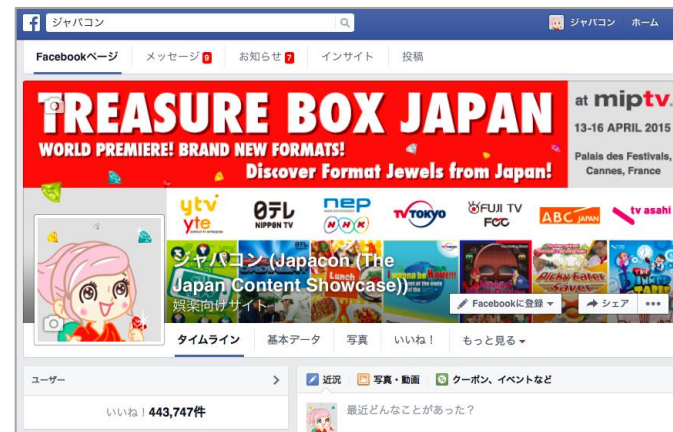 ジャパコン
ジャパコン ホーム
Facebookページ メッセージ 9 お知らせ 7 インサイト 投稿
TREASURE BOX JAPAN
WORLD PREMIERE! BRAND NEW FORMATS!
Discover Format Jewels from Japan!
at miptv.
13-16 APRIL 2015
Palais des Festivals,
Cannes, France
ytv
yte
日テレ
NIPPON TV
nep
NHK
TV TOKYO
FUJI TV
FCC
ABC JAPAN
tv asahi
Lunch
I wanna be Home!!!
Picky Eater
Saver
ジャパコン (Japacon (The
Japan Content Showcase))
娯楽向けサイト
Facebookに登録 シェア
タイムライン 基本データ 写真 いいね! もっと見る
ユーザー
いいね!443,747件
近況 写真・動画 クーポン、イベントなど
最近どんなことがあった?